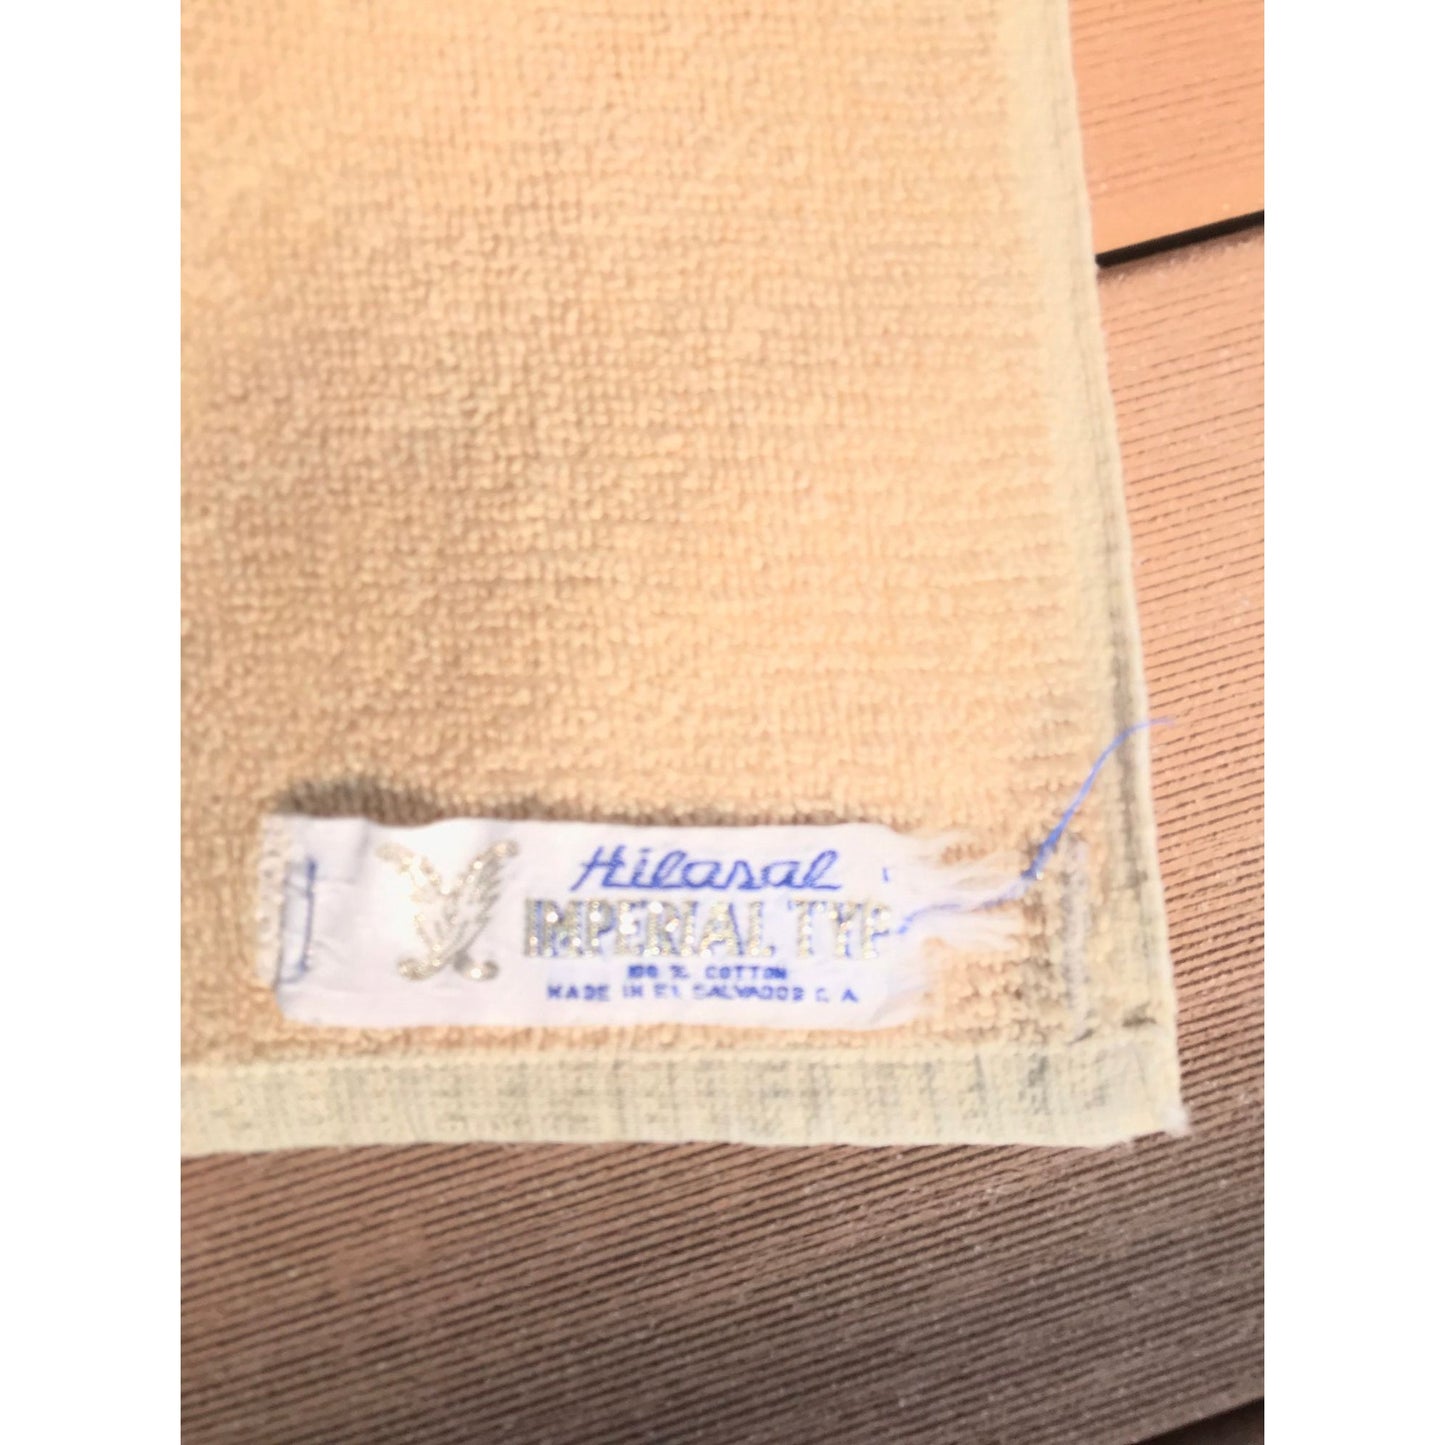 Hilasal
IMPERIAL TYP
100 % COTTON
MADE IN EL SALVADOR C A